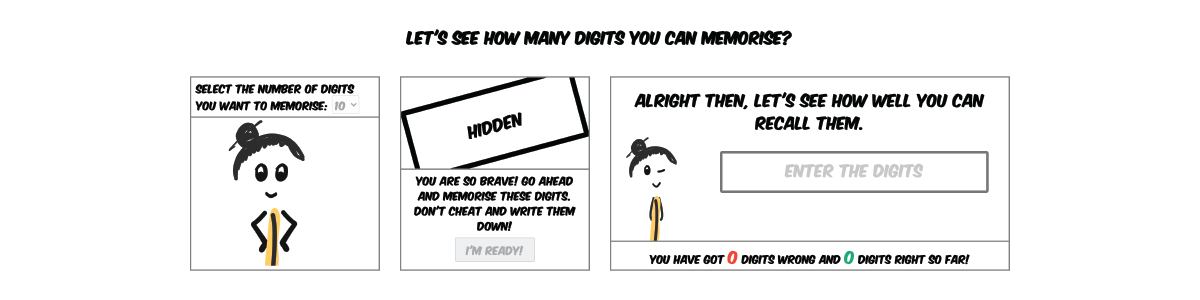 LET'S SEE HOW MANY DIGITS YOU CAN MEMORISE?
SELECT THE NUMBER OF DIGITS
YOU WANT TO MEMORISE: 10
HIDDEN
YOU ARE SO BRAVE! GO AHEAD
AND MEMORISE THESE DIGITS.
DON'T CHEAT AND WRITE THEM
DOWN!
I'M READY!
ALRIGHT THEN, LET'S SEE HOW WELL YOU CAN
RECALL THEM.
ENTER THE DIGITS
YOU HAVE GOT 0 DIGITS WRONG AND 0 DIGITS RIGHT SO FAR!